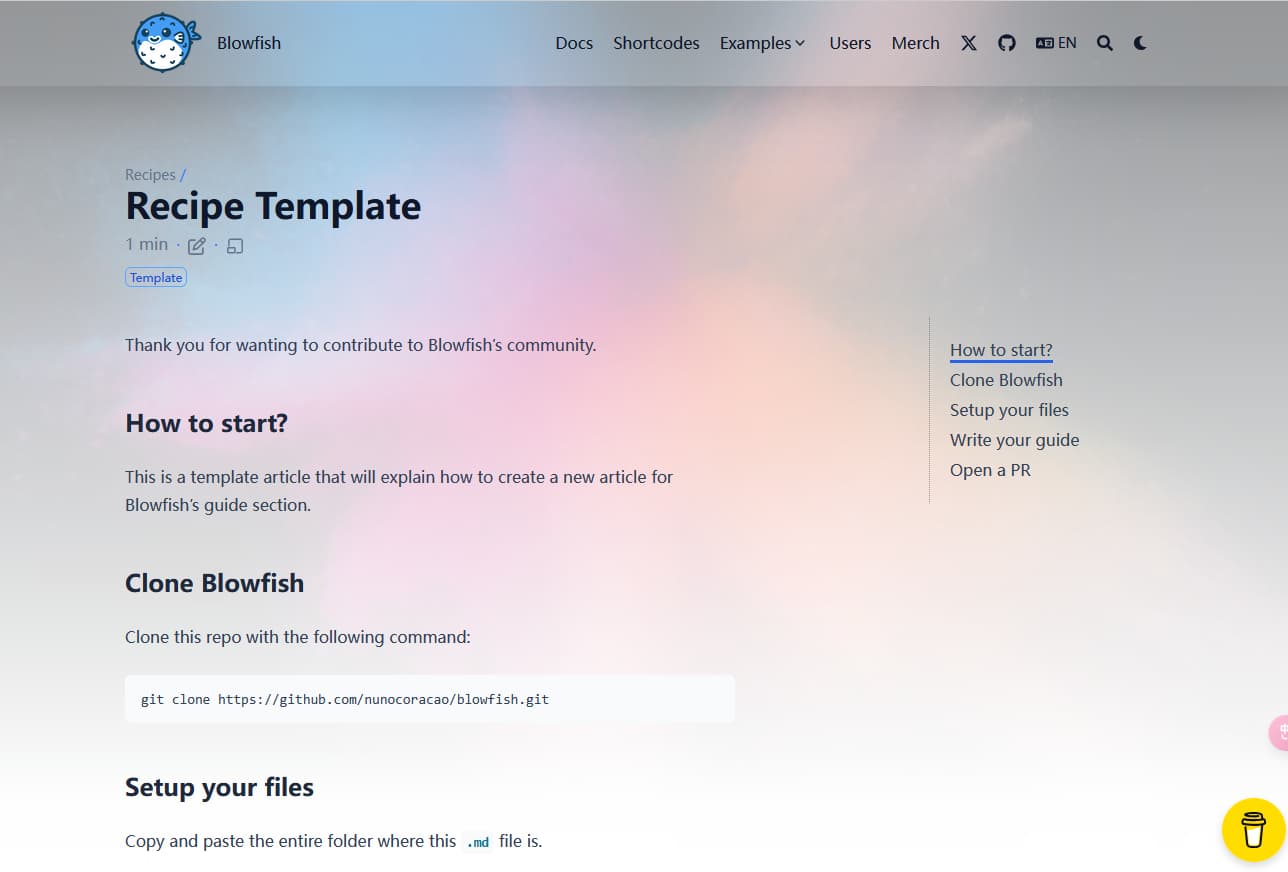 Blowfish
Docs Shortcodes Examples Users Merch EN
Recipes /
Recipe Template
1 min · ·
Template
Thank you for wanting to contribute to Blowfish’s community.
How to start?
This is a template article that will explain how to create a new article for
Blowfish’s guide section.
Clone Blowfish
Clone this repo with the following command:
git clone https://github.com/nunocoracao/blowfish.git
Setup your files
Copy and paste the entire folder where this .md file is.
How to start?
Clone Blowfish
Setup your files
Write your guide
Open a PR